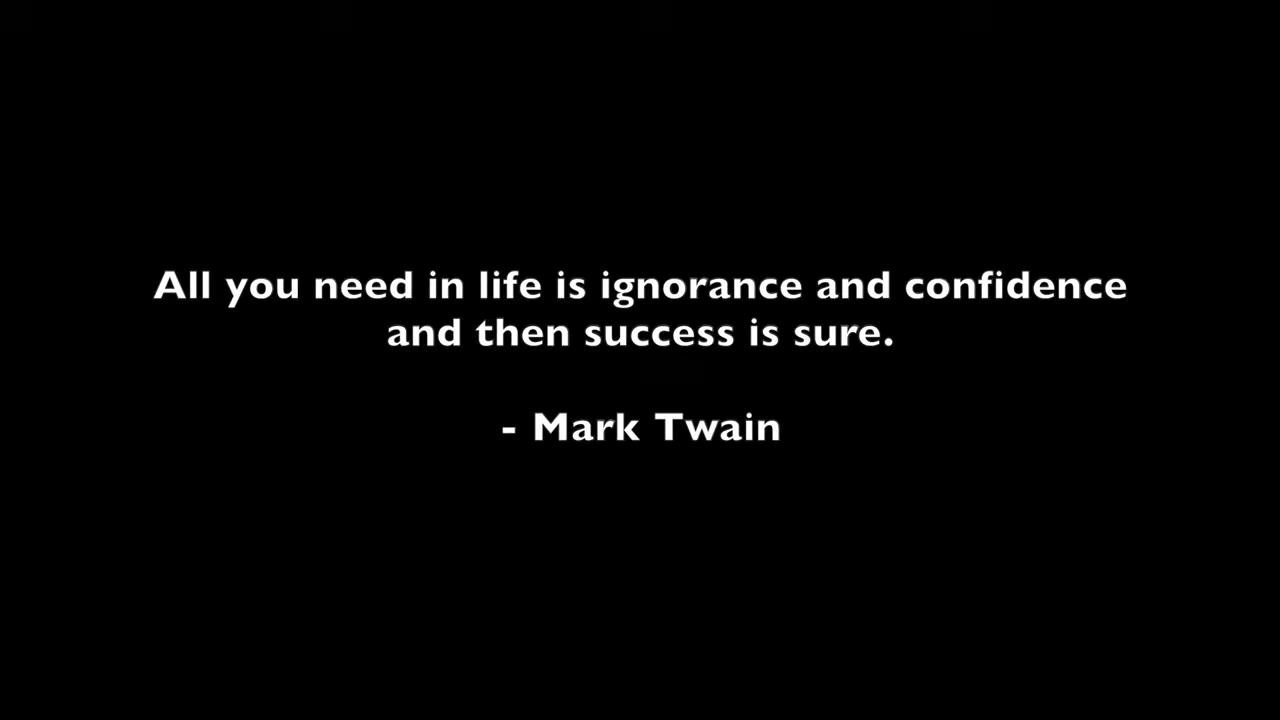 All you need in life is ignorance and confidence
and then success is sure.
- Mark Twain